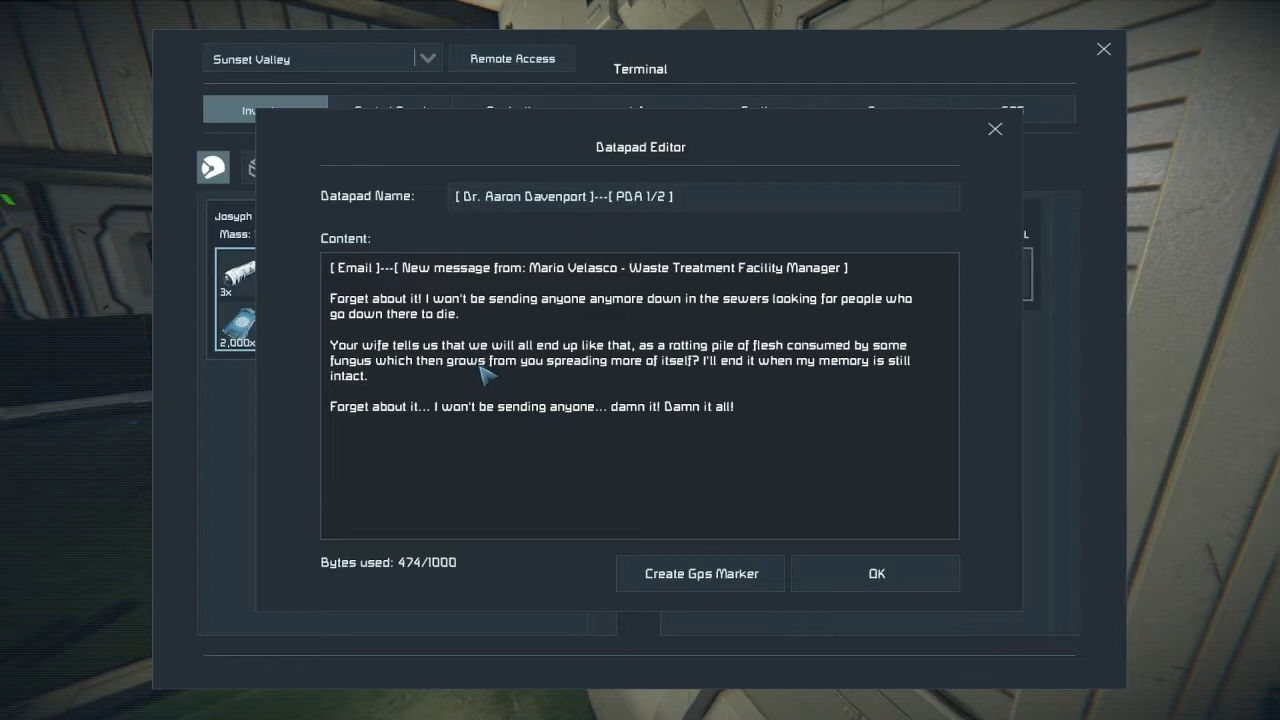 Sunset Valley
Remote Access
Terminal
Datapad Editor
Datapad Name:
[ Dr. Aaron Davenport ]---[ PDA 1/2 ]
Josyph
Mass:
Content:
[ Email ]---[ New message from: Mario Velasco - Waste Treatment Facility Manager ]
Forget about it! I won't be sending anyone anymore down in the sewers looking for people who
go down there to die.
Your wife tells us that we will all end up like that, as a rotting pile of flesh consumed by some
fungus which then grows from you spreading more of itself? I'll end it when my memory is still
intact.
Forget about it... I won't be sending anyone... damn it! Damn it all!
3x
2,000x
Bytes used: 474/1000
Create Gps Marker
OK